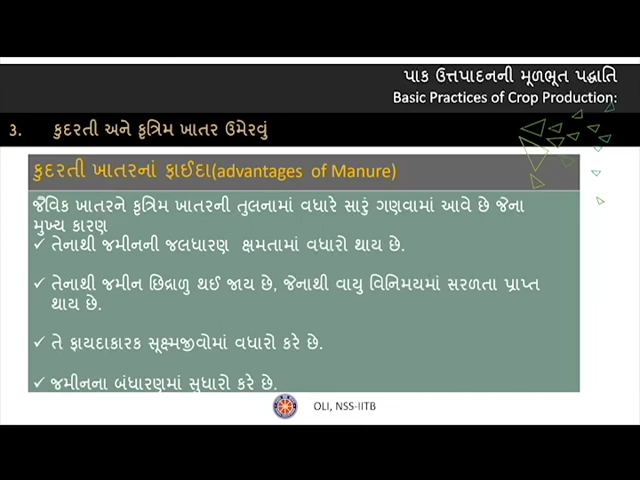 પાક ઉત્તપાદનની મૂળભૂત પદ્ધાતિ
Basic Practices of Crop Production:
3. કુદરતી અને કૃત્રિમ ખાતર ઉમેરવું
કુદરતી ખાતરનાં ફાઈદા(advantages of Manure)
જૈવિક ખાતરને કૃત્રિમ ખાતરની તુલનામાં વધારે સારું ગણવામાં આવે છે જેના
મુખ્ય કારણ
✓ તેનાથી જમીનની જલધારણ ક્ષમતામાં વધારો થાય છે.
✓ તેનાથી જમીન છિદ્રાળુ થઈ જાય છે, જેનાથી વાયુ વિનિમયમાં સરળતા પ્રાપ્ત
થાય છે.
✓ તે ફાયદાકારક સૂક્ષ્મજીવોમાં વધારો કરે છે.
✓ જમીનના બંધારણમાં સુધારો કરે છે.
OLI, NSS-IITB